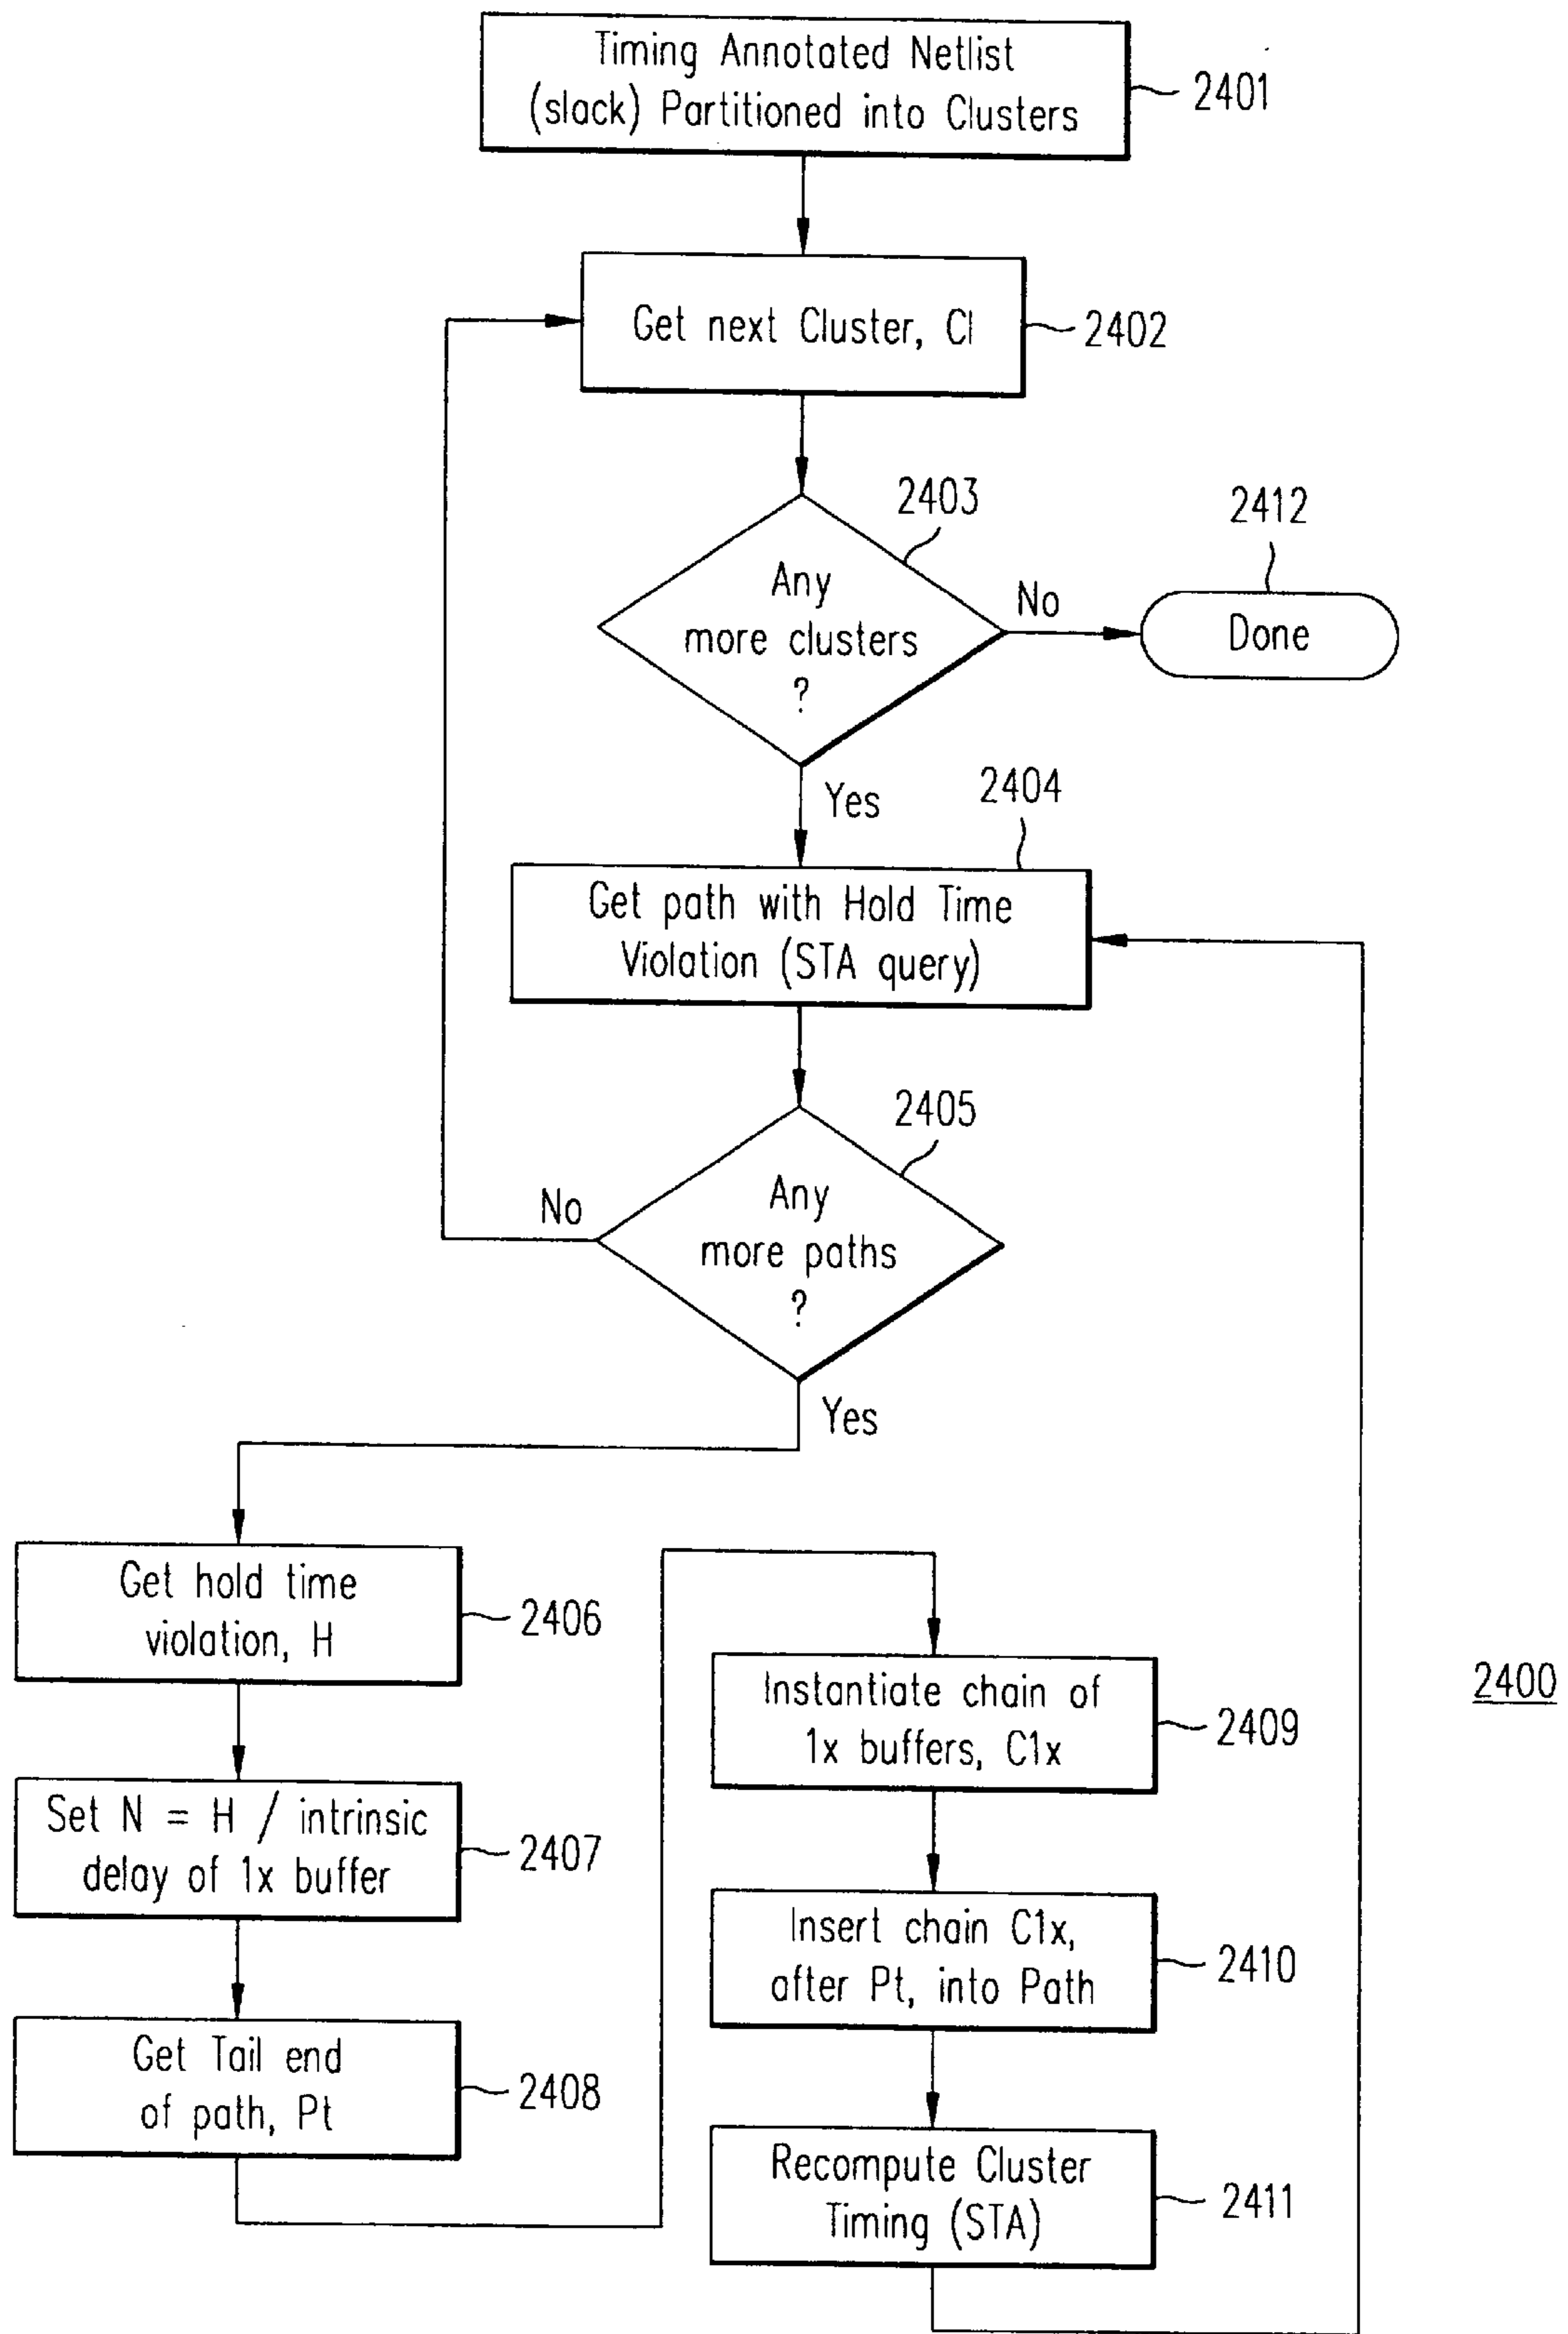 Timing Annotated Netlist
(slack) Partitioned into Clusters
2401
Get next Cluster, Cl
2402
2403
Any
more clusters
?
No
2412
Done
Yes
2404
Get path with Hold Time
Violation (STA query)
2405
Any
more paths
?
No
Yes
Get hold time
violation, H
2406
Set N = H / intrinsic
delay of 1x buffer
2407
Get Tail end
of path, Pt
2408
Instantiate chain of
1x buffers, C1x
2409
Insert chain C1x,
after Pt, into Path
2410
Recompute Cluster
Timing (STA)
2411
2400